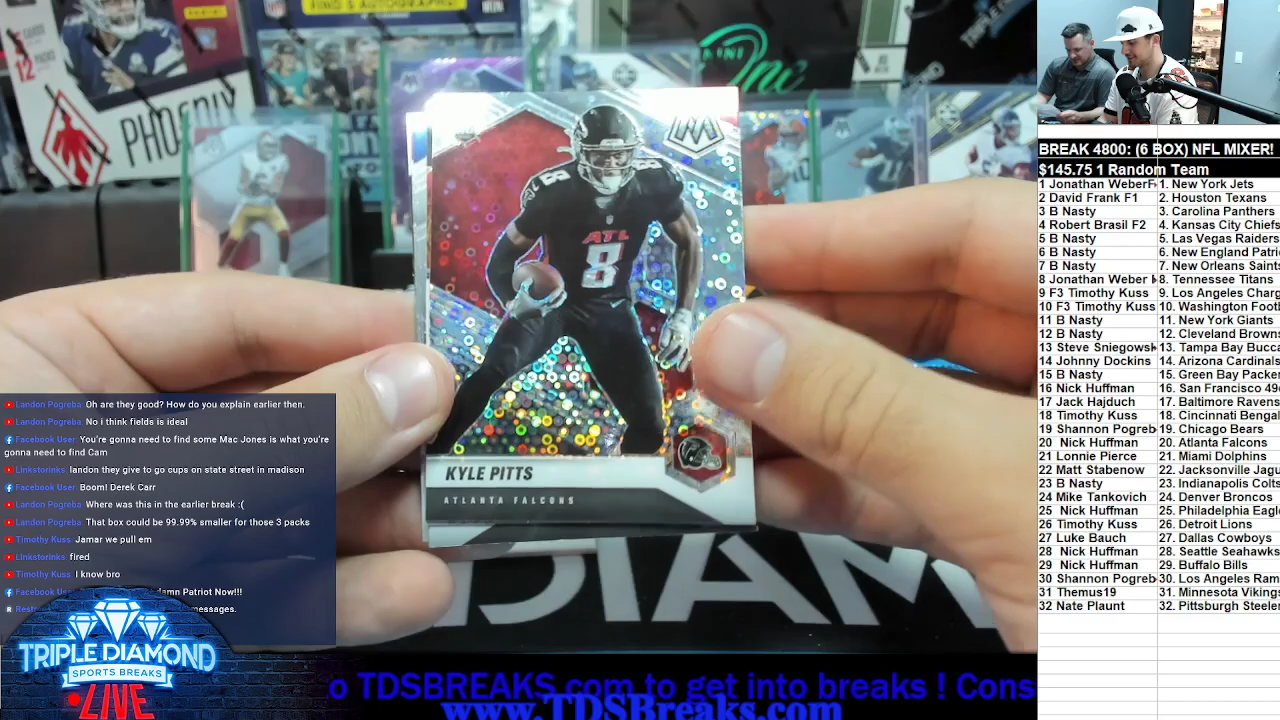 12
PHOENIX
KYLE PITTS
ATLANTA FALCONS
ATL
8
8
8
BREAK 4800: (6 BOX) NFL MIXER!
$145.75 1 Random Team
1 Jonathan WeberF 1. New York Jets
2 David Frank F1 2. Houston Texans
3 B Nasty 3. Carolina Panthers
4 Robert Brasil F2 4. Kansas City Chiefs
5 B Nasty 5. Las Vegas Raiders
6 B Nasty 6. New England Patri
7 B Nasty 7. New Orleans Saints
8 Jonathan Weber 8. Tennessee Titans
9 F3 Timothy Kuss 9. Los Angeles Charg
10 F3 Timothy Kuss 10. Washington Foot
11 B Nasty 11. New York Giants
12 B Nasty 12. Cleveland Browns
13 Steve Sniegowsk 13. Tampa Bay Bucca
14 Johnny Dockins 14. Arizona Cardinals
15 B Nasty 15. Green Bay Packer
16 Nick Huffman 16. San Francisco 49
17 Jack Hajduch 17. Baltimore Ravens
18 Timothy Kuss 18. Cincinnati Benga
19 Shannon Pogreb 19. Chicago Bears
20 Nick Huffman 20. Atlanta Falcons
21 Lonnie Pierce 21. Miami Dolphins
22 Matt Stabenow 22. Jacksonville Jagu
23 B Nasty 23. Indianapolis Colts
24 Mike Tankovich 24. Denver Broncos
25 Nick Huffman 25. Philadelphia Eagl
26 Timothy Kuss 26. Detroit Lions
27 Luke Bauch 27. Dallas Cowboys
28 Nick Huffman 28. Seattle Seahawks
29 Nick Huffman 29. Buffalo Bills
30 Shannon Pogreb 30. Los Angeles Ram
31 Themus19 31. Minnesota Viking
32 Nate Plaunt 32. Pittsburgh Steele
Landon Pogreba: Oh are they good? How do you explain earlier then.
Landon Pogreba: No i think fields is ideal
Facebook User: You're gonna need to find some Mac Jones is what you're
gonna need to find Cam
Linkstorinks: landon they give to go cups on state street in madison
Facebook User: Boom! Derek Carr
Landon Pogreba: Where was this in the earlier break :(
Landon Pogreba: That box could be 99.99% smaller for those 3 packs
Timothy Kuss: Jamar we pull em
Linkstorinks: fired
Timothy Kuss: I know bro
Facebook Us damn Patriot Now!!!
Restr messages.
TRIPLE DIAMOND
SPORTS BREAKS
LIVE
o TDSBREAKS.com to get into breaks ! Cons
www.TDSBreaks.com